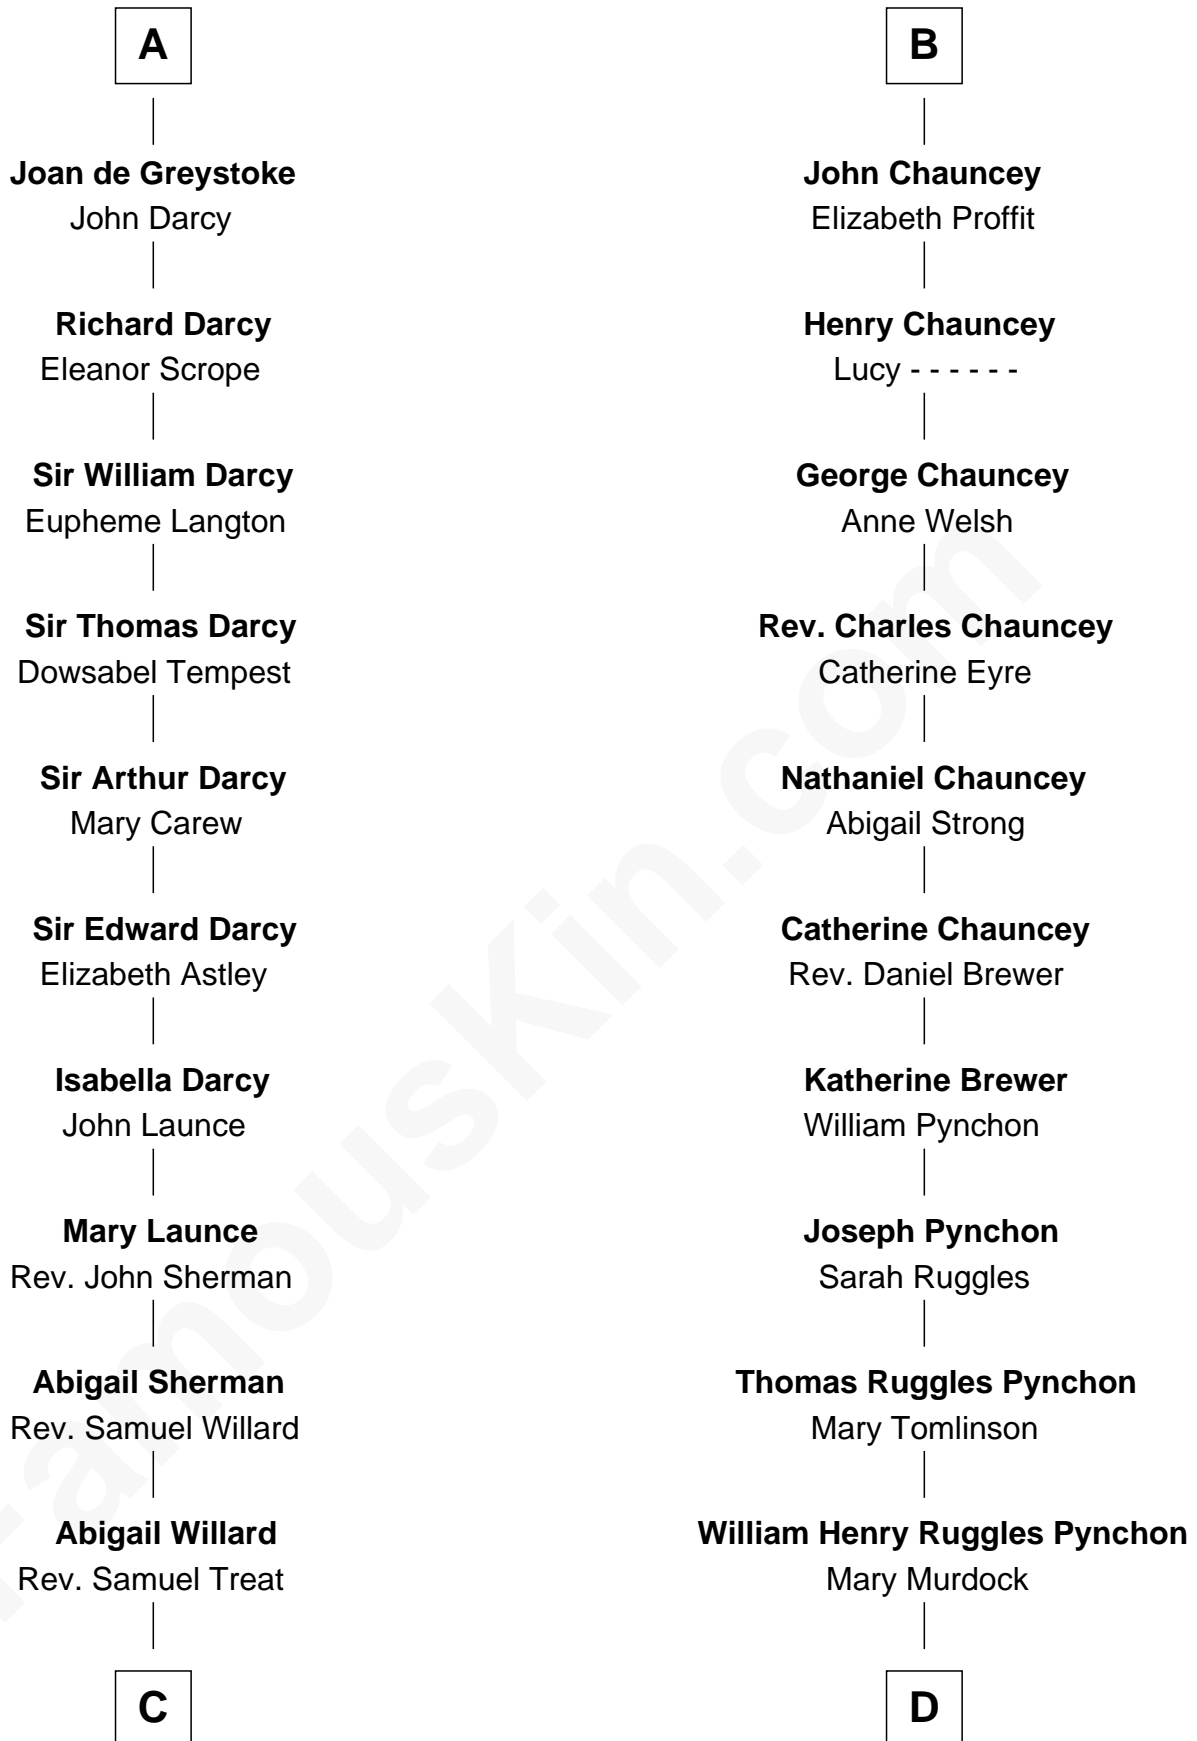 A
Joan de Greystoke
John Darcy
Richard Darcy
Eleanor Scrope
Sir William Darcy
Eupheme Langton
Sir Thomas Darcy
Dowsabel Tempest
Sir Arthur Darcy
Mary Carew
Sir Edward Darcy
Elizabeth Astley
Isabella Darcy
John Launce
Mary Launce
Rev. John Sherman
Abigail Sherman
Rev. Samuel Willard
Abigail Willard
Rev. Samuel Treat
C
B
John Chauncey
Elizabeth Proffit
Henry Chauncey
Lucy - - - - - -
George Chauncey
Anne Welsh
Rev. Charles Chauncey
Catherine Eyre
Nathaniel Chauncey
Abigail Strong
Catherine Chauncey
Rev. Daniel Brewer
Katherine Brewer
William Pynchon
Joseph Pynchon
Sarah Ruggles
Thomas Ruggles Pynchon
Mary Tomlinson
William Henry Ruggles Pynchon
Mary Murdock
D
FamousKin.com